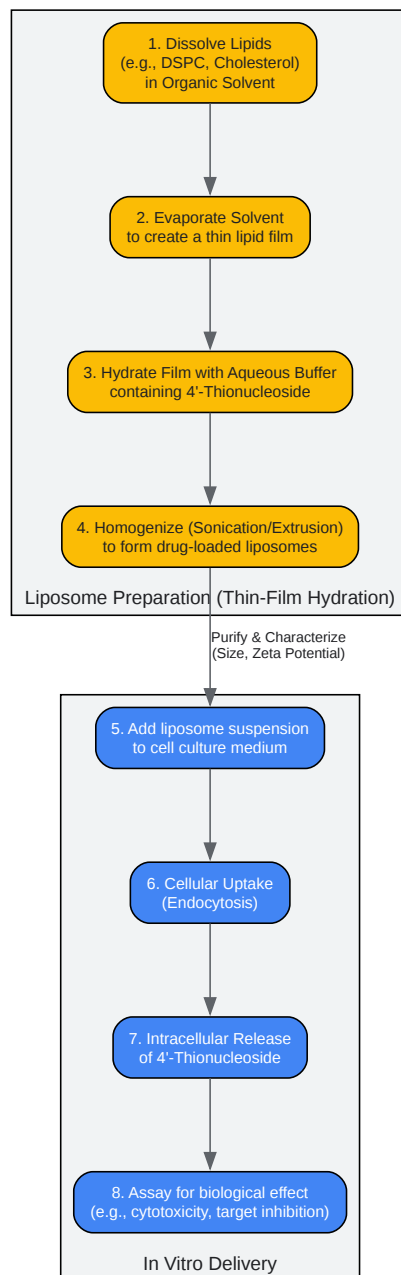 1. Dissolve Lipids
(e.g., DSPC, Cholesterol)
in Organic Solvent
2. Evaporate Solvent
to create a thin lipid film
3. Hydrate Film with Aqueous Buffer
containing 4'-Thionucleoside
4. Homogenize (Sonication/Extrusion)
to form drug-loaded liposomes
Liposome Preparation (Thin-Film Hydration)
Purify & Characterize
(Size, Zeta Potential)
5. Add liposome suspension
to cell culture medium
6. Cellular Uptake
(Endocytosis)
7. Intracellular Release
of 4'-Thionucleoside
8. Assay for biological effect
(e.g., cytotoxicity, target inhibition)
In Vitro Delivery